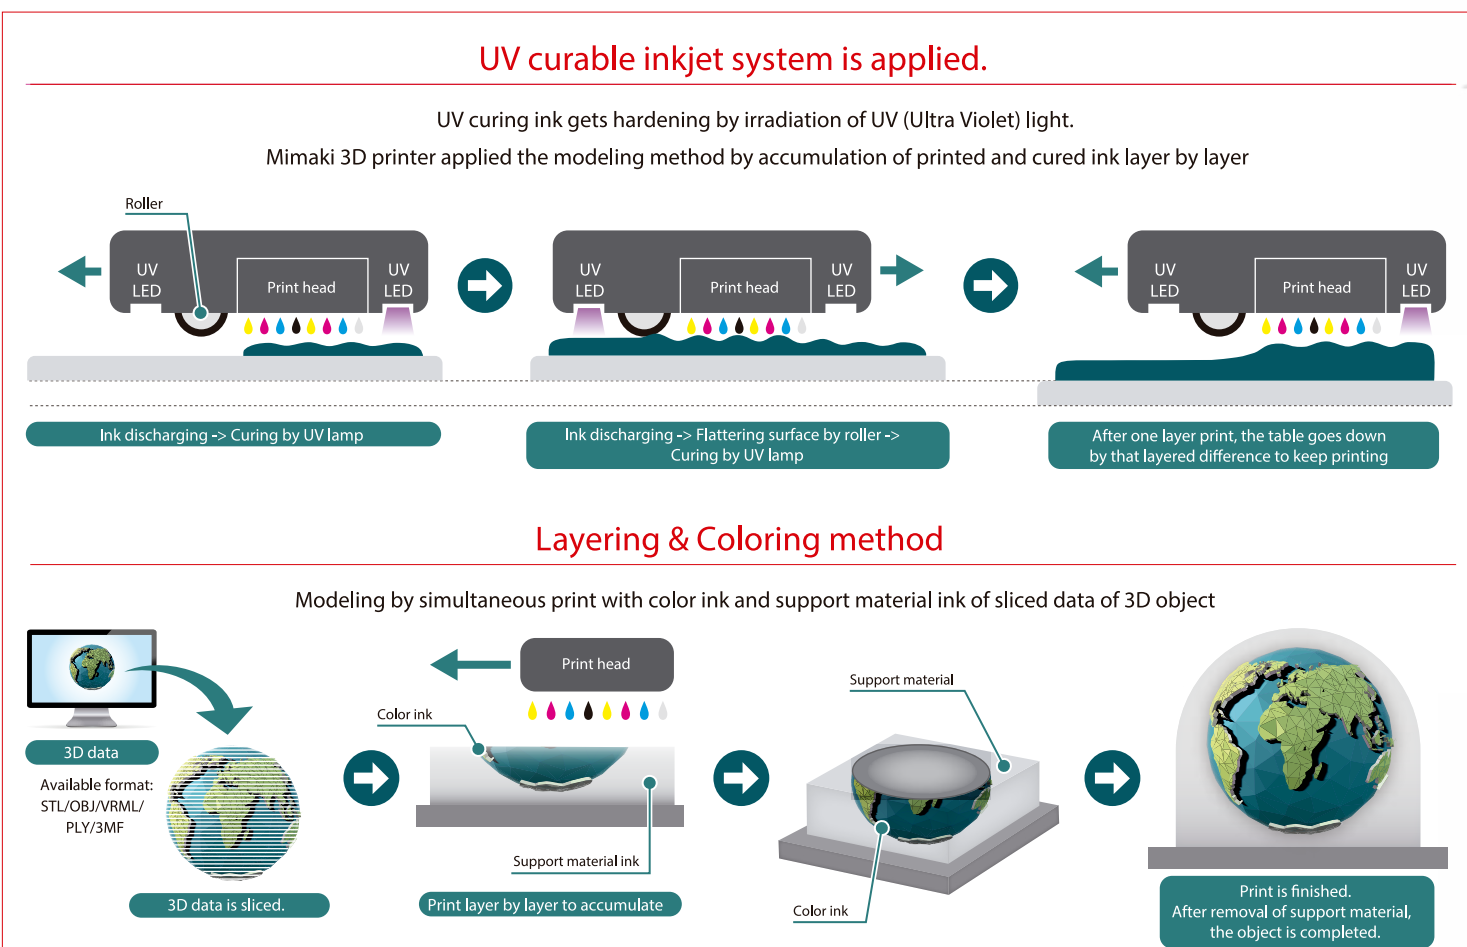 UV curable inkjet system is applied.
UV curing ink gets hardening by irradiation of UV (Ultra Violet) light.
Mimaki 3D printer applied the modeling method by accumulation of printed and cured ink layer by layer
Roller
UV
LED
Print head
UV
LED
UV
LED
Print head
UV
LED
UV
LED
Print head
UV
LED
Ink discharging -> Curing by UV lamp
Ink discharging -> Flattering surface by roller ->
Curing by UV lamp
After one layer print, the table goes down
by that layered difference to keep printing
Layering & Coloring method
Modeling by simultaneous print with color ink and support material ink of sliced data of 3D object
3D data
Available format:
STL/OBJ/VRML/
PLY/3MF
3D data is sliced.
Print head
Color ink
Support material ink
Print layer by layer to accumulate
Support material
Color ink
Print is finished.
After removal of support material,
the object is completed.